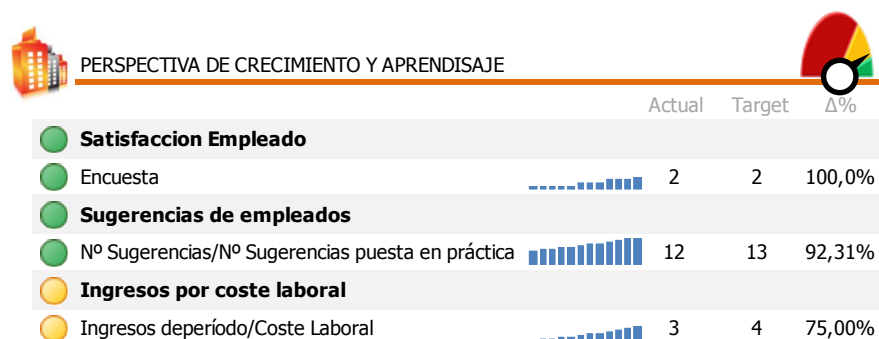 PERSPECTIVA DE CRECIMIENTO Y APRENDISAJE
Actual Target Δ%
Satisfaccion Empleado
Encuesta 2 2 100,0%
Sugerencias de empleados
Nº Sugerencias/Nº Sugerencias puesta en práctica 12 13 92,31%
Ingresos por coste laboral
Ingresos deperíodo/Coste Laboral 3 4 75,00%